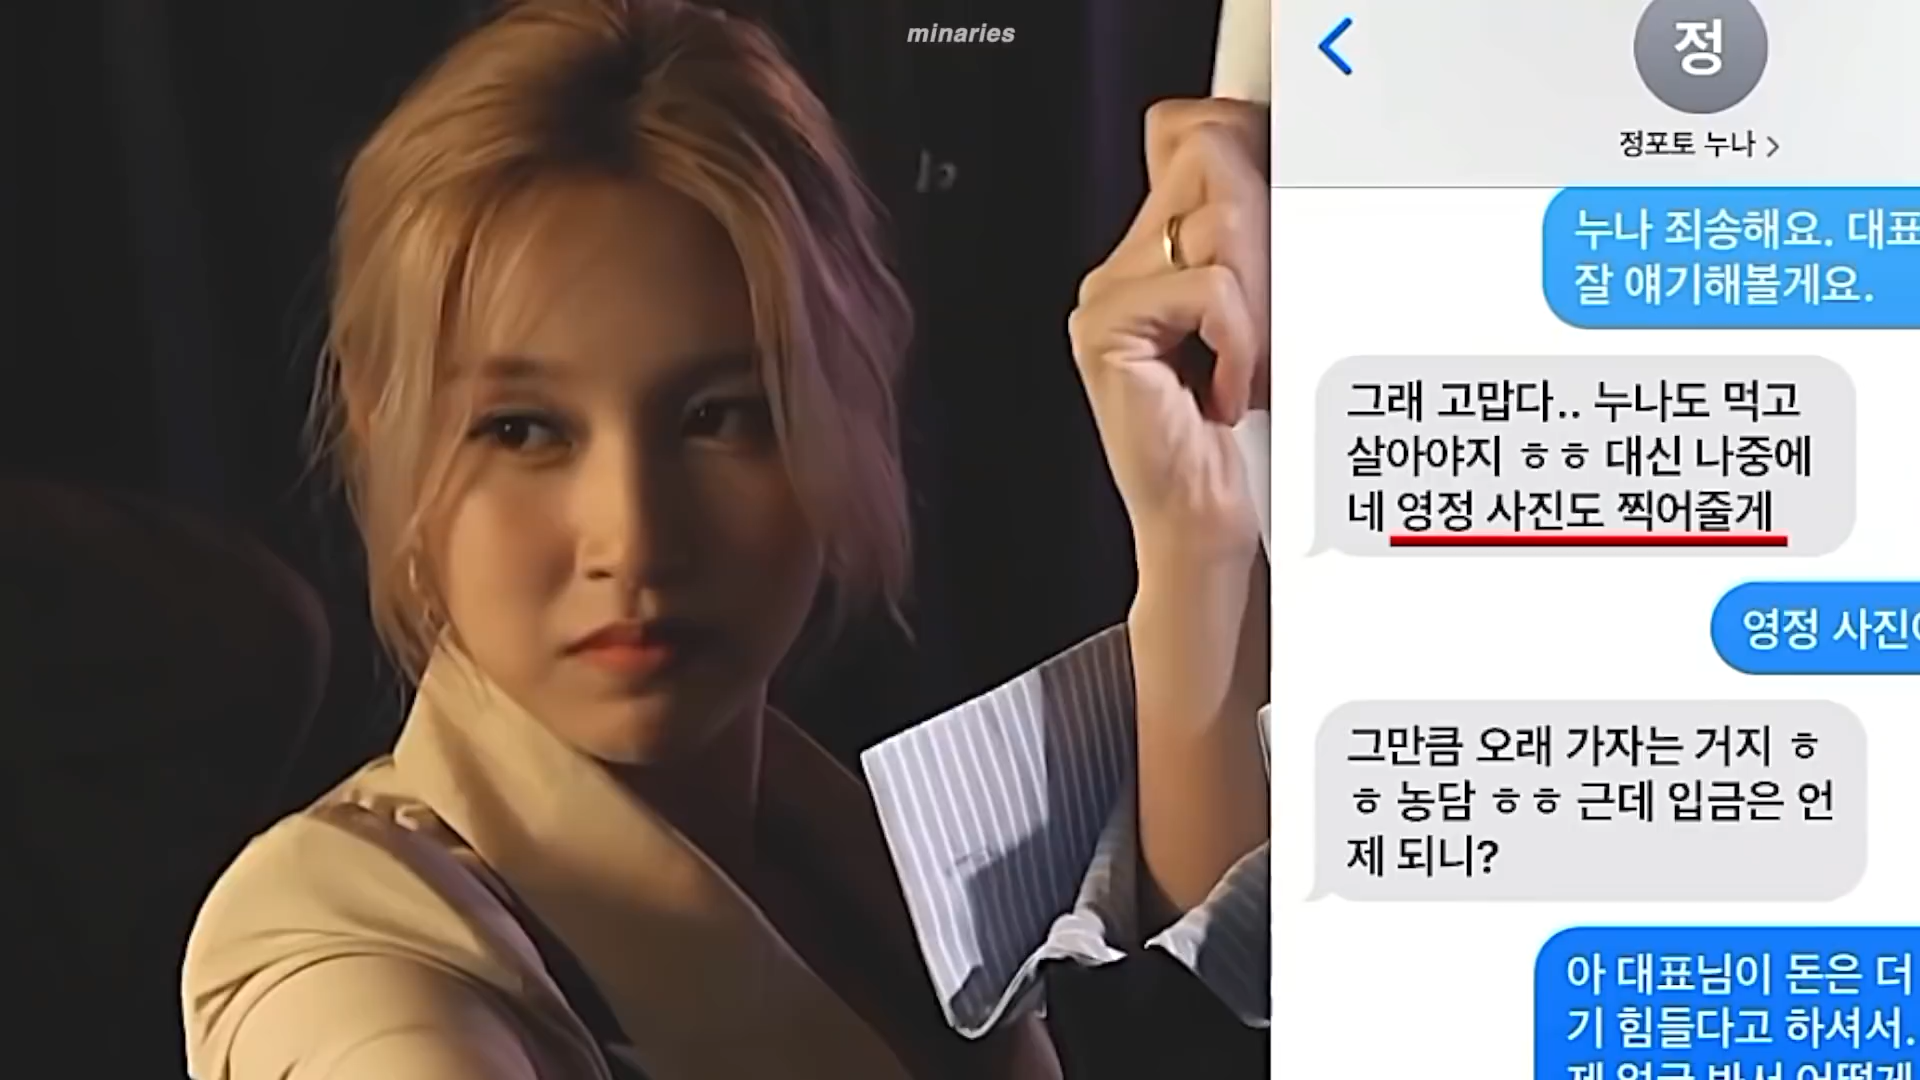 minaries
정
정포토 누나 >
누나 죄송해요. 대표
잘 얘기해볼게요.
그래 고맙다.. 누나도 먹고
살아야지 ㅎㅎ 대신 나중에
네 영정 사진도 찍어줄게
영정 사진
그만큼 오래 가자는 거지 ㅎ
ㅎ 농담 ㅎㅎ 근데 입금은 언
제 되니?
아 대표님이 돈은 더
기 힘들다고 하셔서.